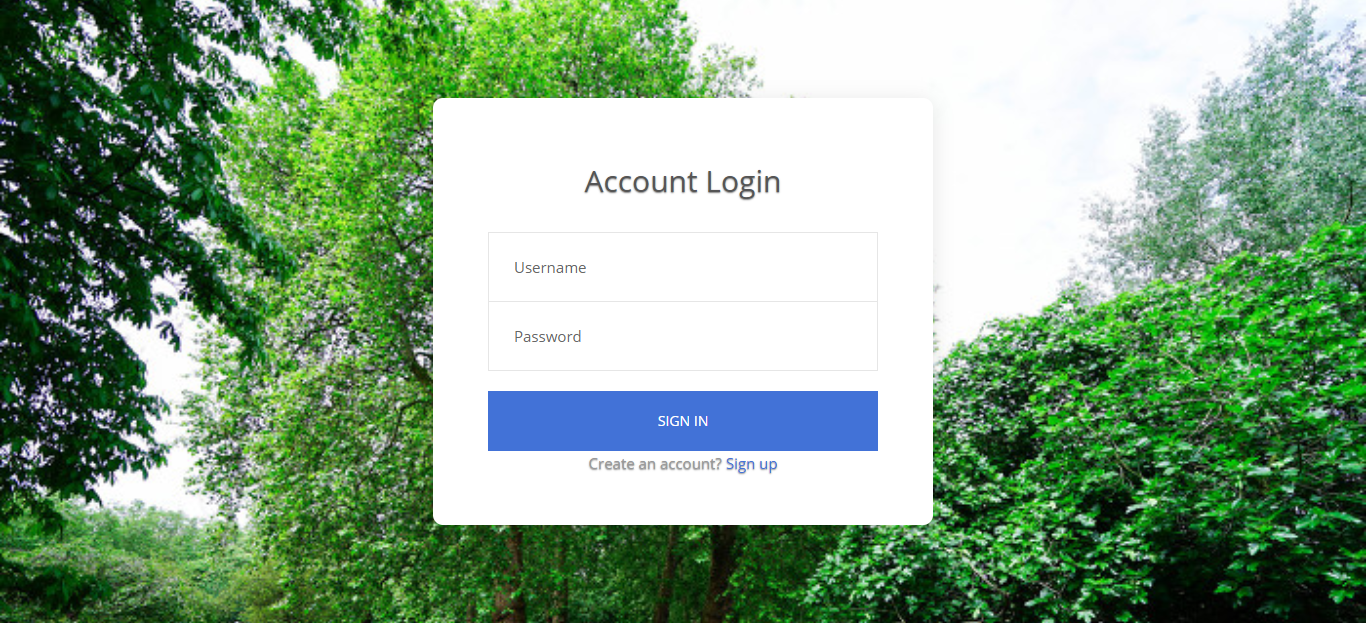 Account Login
Username
Password
SIGN IN
Create an account? Sign up